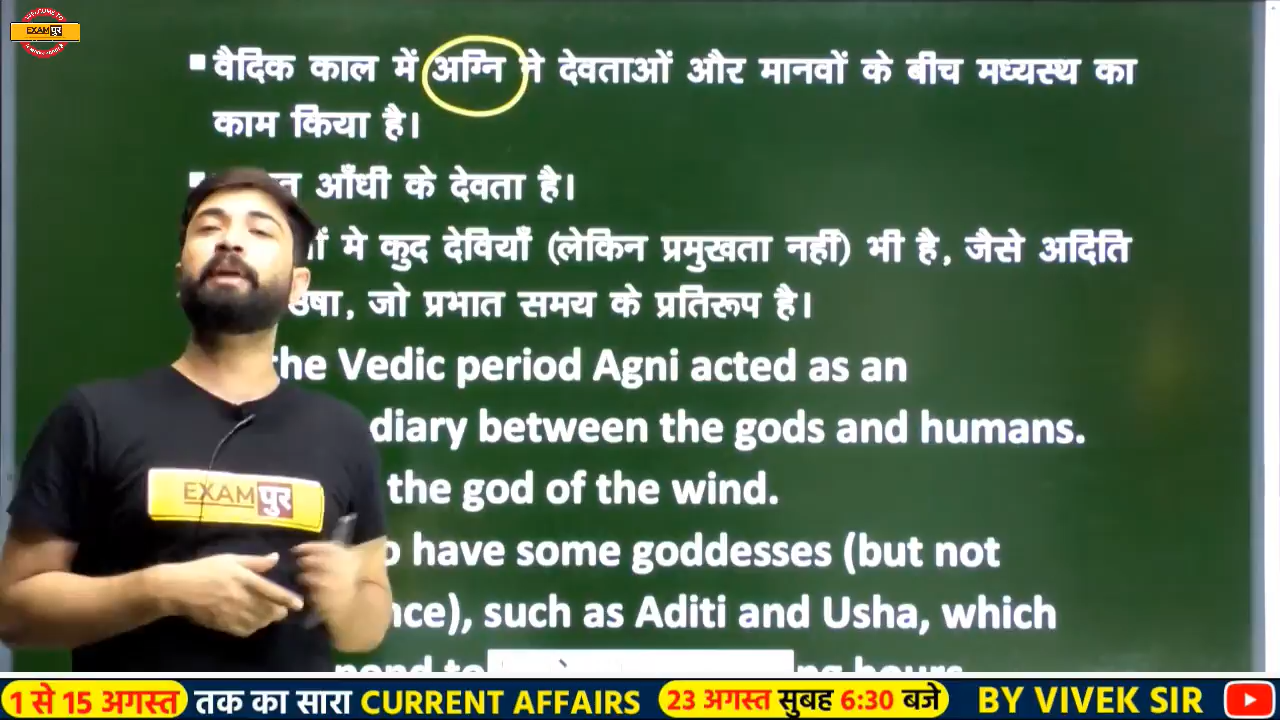 WELCOME TO
EXAM पुर
वैदिक काल में अग्नि ने देवताओं और मानवों के बीच मध्यस्थ का
काम किया है।
आँधी के देवता है।
मे कुद देवियाँ (लेकिन प्रमुखता नहीं) भी है, जैसे अदिति
उषा, जो प्रभात समय के प्रतिरूप है।
the Vedic period Agni acted as an
diary between the gods and humans.
the god of the wind.
have some goddesses (but not
nce), such as Aditi and Usha, which
EXAM पुर
1 से 15 अगस्त तक का सारा CURRENT AFFAIRS 23 अगस्त सुबह 6:30 बजे BY VIVEK SIR